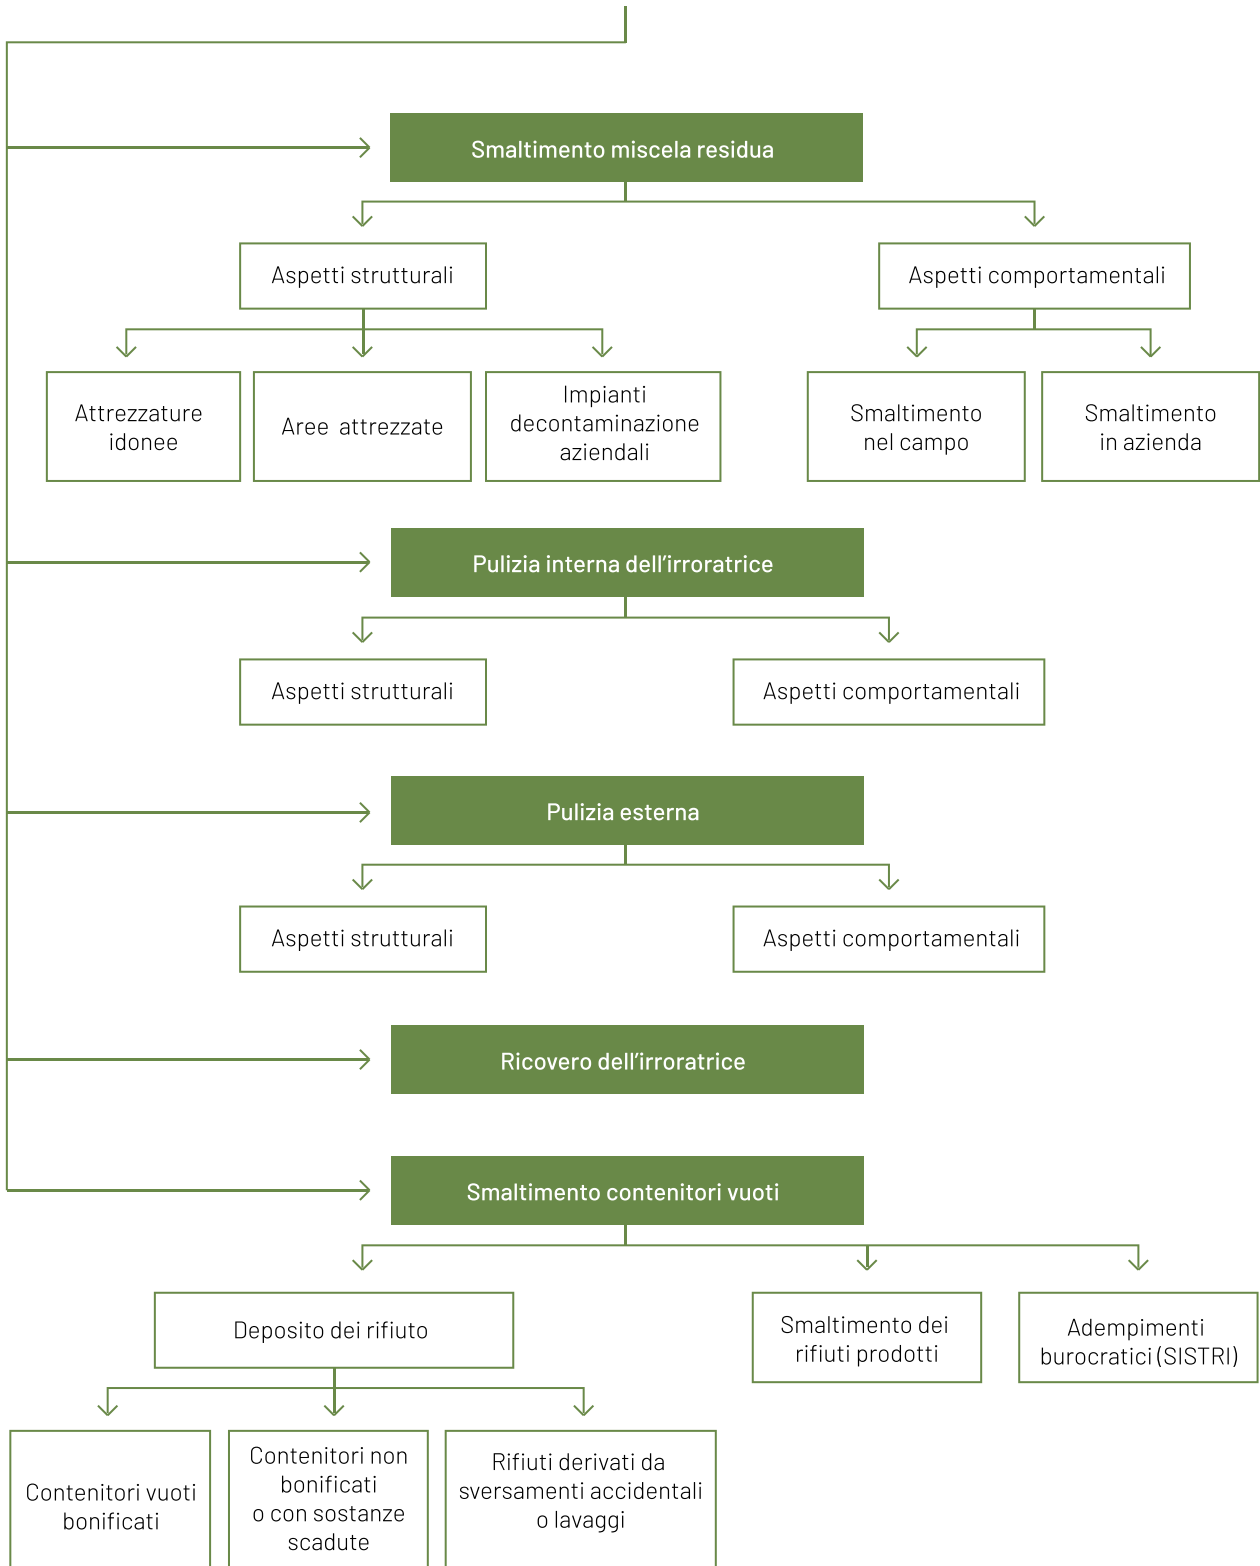 Smaltimento miscela residua
Aspetti strutturali
Aspetti comportamentali
Attrezzature
idonee
Aree attrezzate
Impianti
decontaminazione
aziendali
Smaltimento
nel campo
Smaltimento
in azienda
Pulizia interna dell’irroratrice
Aspetti strutturali
Aspetti comportamentali
Pulizia esterna
Aspetti strutturali
Aspetti comportamentali
Ricovero dell’irroratrice
Smaltimento contenitori vuoti
Deposito dei rifiuto
Smaltimento dei
rifiuti prodotti
Adempimenti
burocratici (SISTRI)
Contenitori vuoti
bonificati
Contenitori non
bonificati
o con sostanze
scadute
Rifiuti derivati da
sversamenti accidentali
o lavaggi